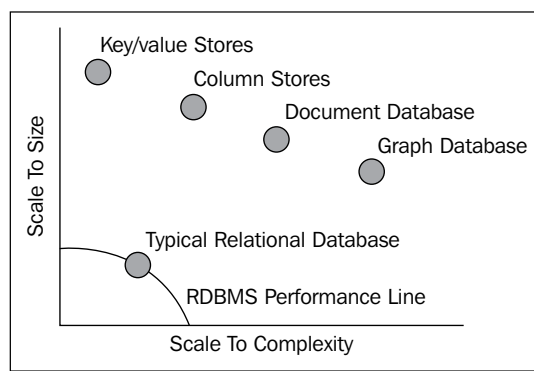 Key/value Stores
Column Stores
Document Database
Graph Database
Scale To Size
Typical Relational Database
RDBMS Performance Line
Scale To Complexity